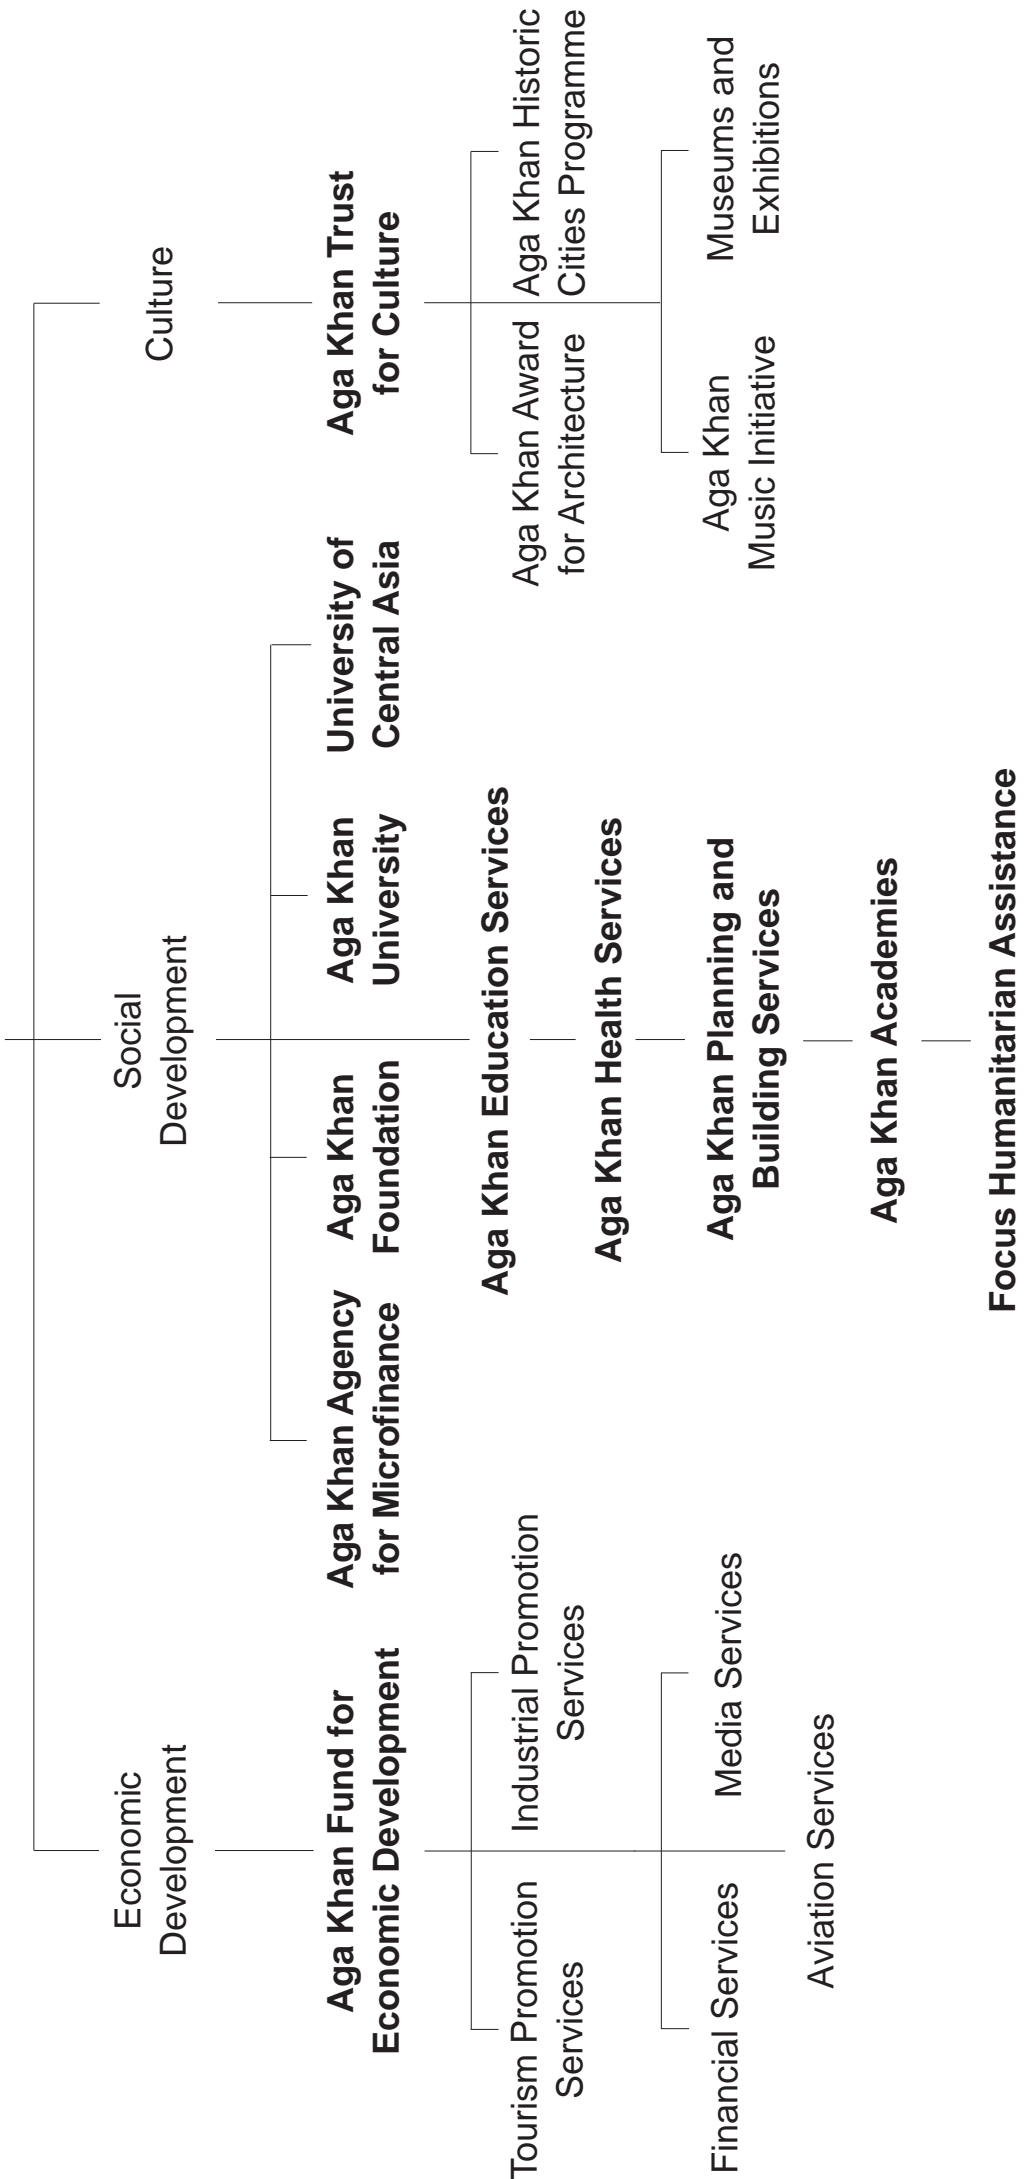 Economic
Development
Social
Development
Culture
Aga Khan Fund for
Economic Development
Aga Khan Agency
for Microfinance
Aga Khan
Foundation
Aga Khan
University
University of
Central Asia
Aga Khan Trust
for Culture
Tourism Promotion
Services
Industrial Promotion
Services
Aga Khan Education Services
Aga Khan Award
for Architecture
Aga Khan Historic
Cities Programme
Aga Khan Health Services
Financial Services
Media Services
Aga Khan Planning and
Building Services
Aga Khan
Music Initiative
Museums and
Exhibitions
Aviation Services
Aga Khan Academies
Focus Humanitarian Assistance